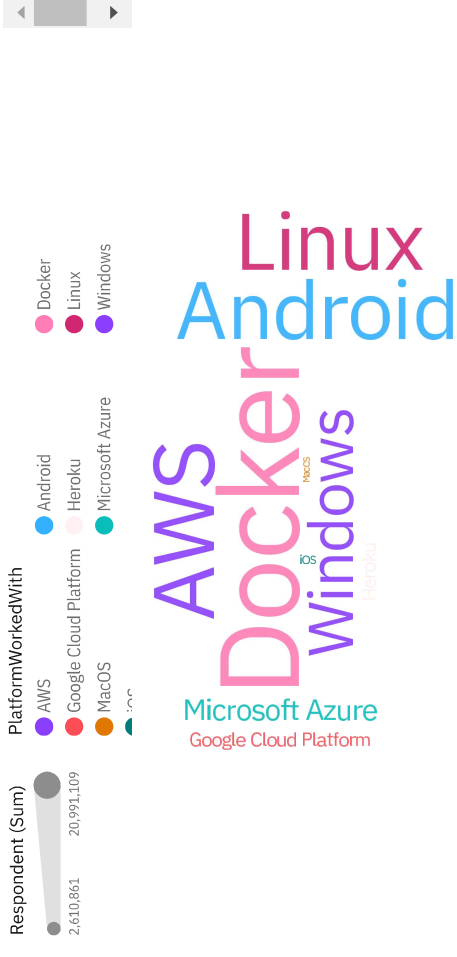 Respondent (Sum)
2,610,861
20,991,109
PlatformWorkedWith
AWS
Android
Docker
Google Cloud Platform
Heroku
Linux
MacOS
Microsoft Azure
Windows
iOS
AWS
Docker
iOS
MacOS
Windows
Heroku
Linux
Android
Microsoft Azure
Google Cloud Platform